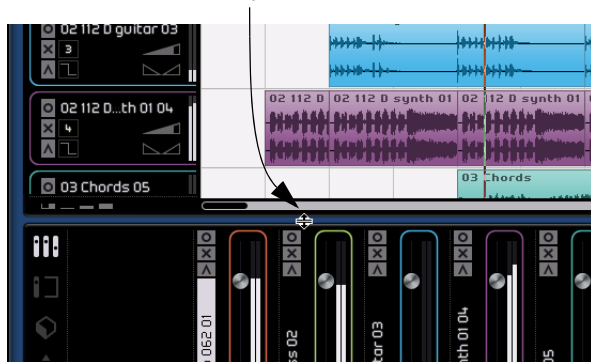 02 112 D guitar 03
3
02 112 D...th 01 04
4
02 112 D
02 112 D synth 01
02 112 D synth 01
03 Chords 05
03 Chords
062 01
ss 02
tar 03
th 01 04
05